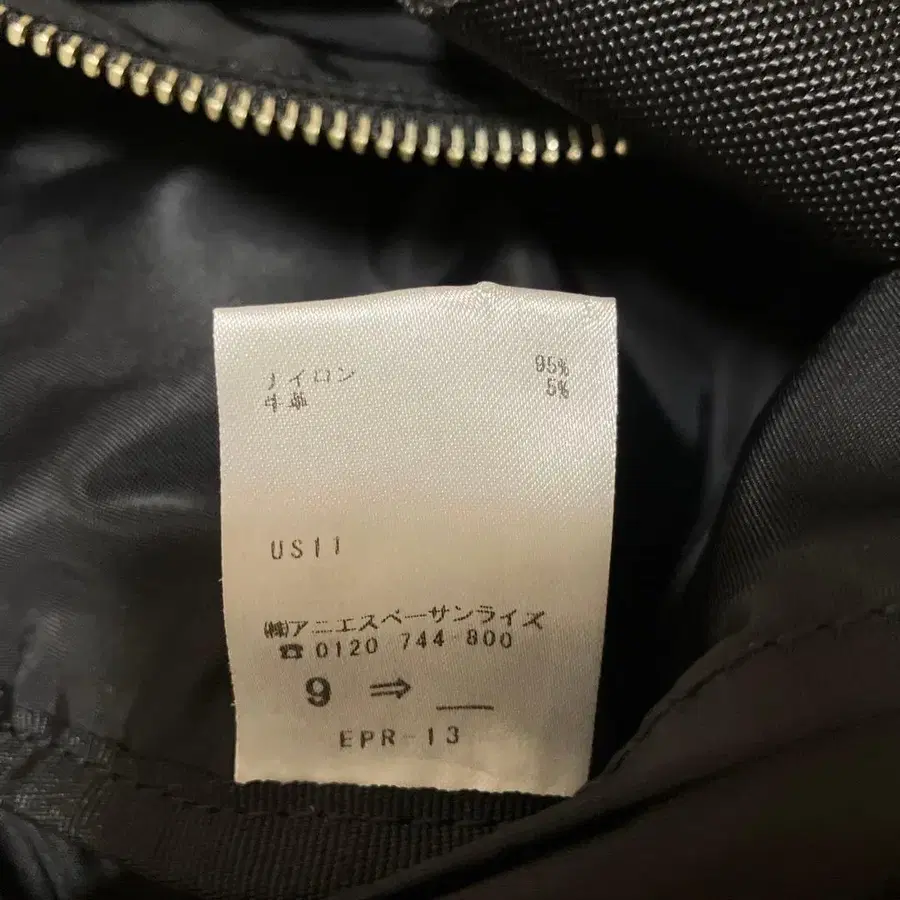 ナイロン 95%
牛革 5%
US11
㈱アニエスベーサンライズ
☎ 0120 744-800
9 ⇒ __
EPR-13